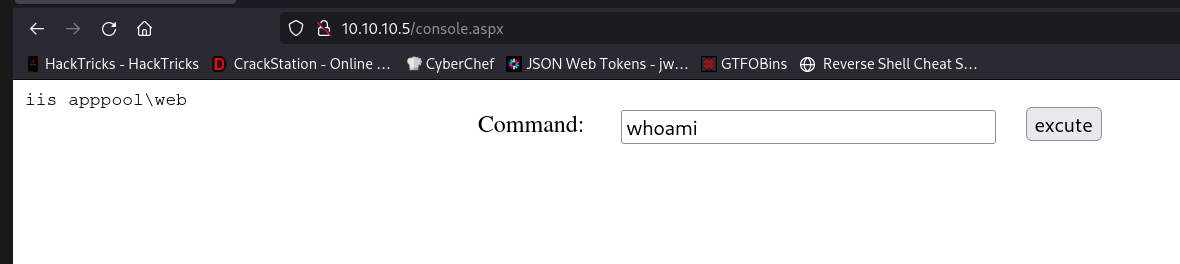 10.10.10.5/console.aspx
HackTricks - HackTricks CrackStation - Online ... CyberChef JSON Web Tokens - jw... GTFOBins Reverse Shell Cheat S...
iis apppool\web
Command: whoami excute